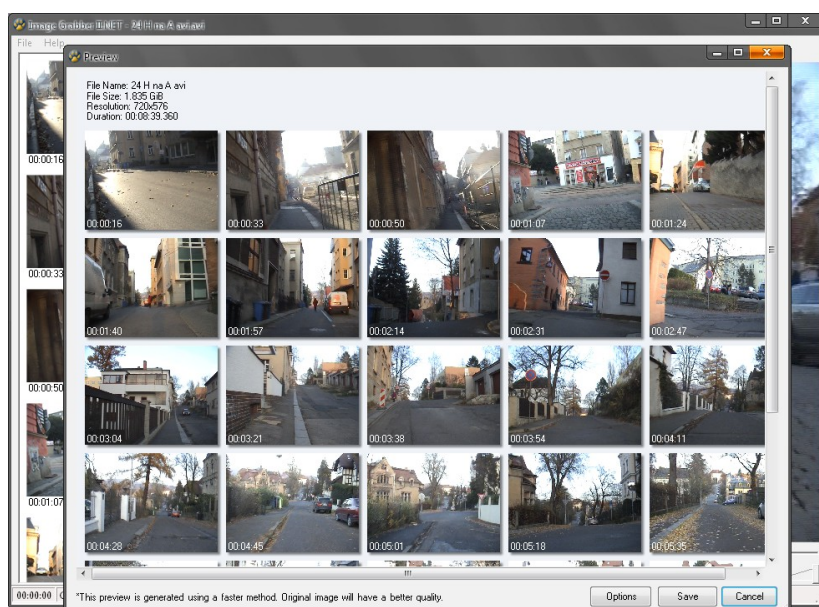 Image Grabber II.NET - 24 H na A avi.avi
File Help
Preview
File Name: 24 H na A avi
File Size: 1.835 GiB
Resolution: 720x576
Duration: 00:08:39.360
00:00:16
00:00:33
00:00:50
00:01:07
00:00:16 00:00:33 00:00:50 00:01:07 00:01:24
00:01:40 00:01:57 00:02:14 00:02:31 00:02:47
00:03:04 00:03:21 00:03:38 00:03:54 00:04:11
00:04:28 00:04:45 00:05:01 00:05:18 00:05:35
*This preview is generated using a faster method. Original image will have a better quality.
Options Save Cancel
00:00:00